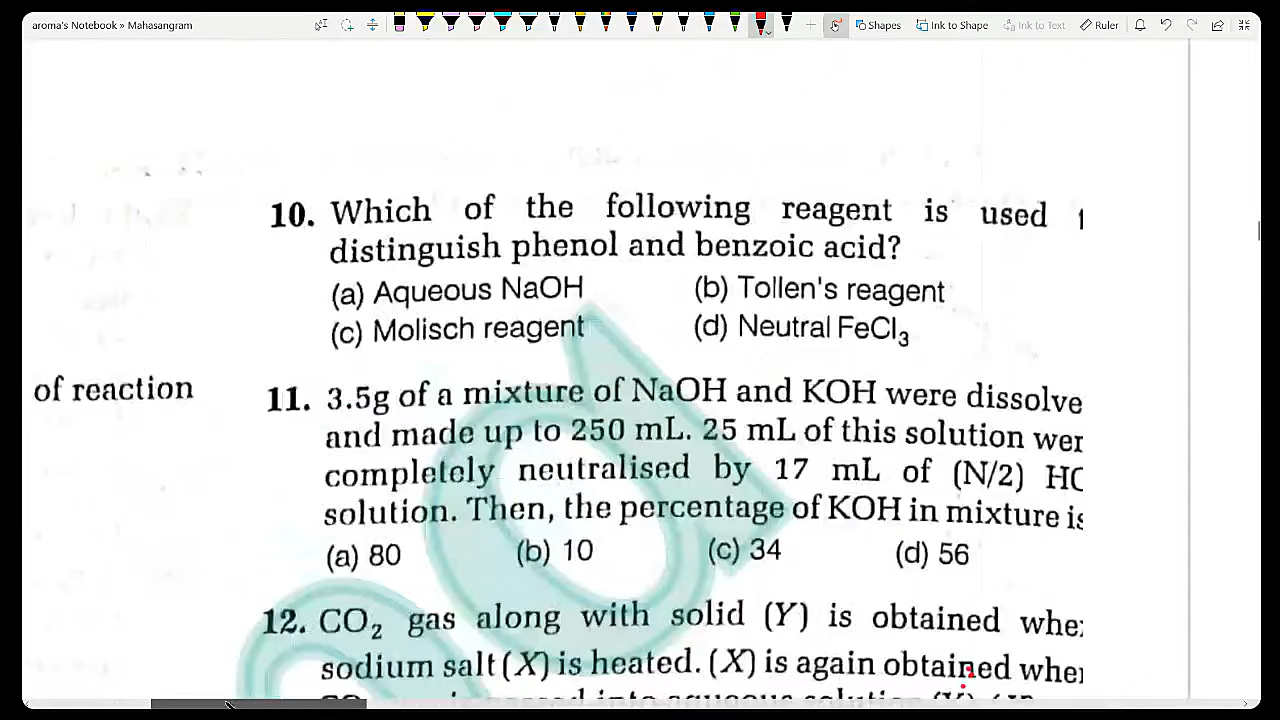 aroma's Notebook » Mahasangram
Shapes Ink to Shape Ink to Text Ruler
10. Which of the following reagent is used
distinguish phenol and benzoic acid?
(a) Aqueous NaOH (b) Tollen's reagent
(c) Molisch reagent (d) Neutral FeCl₃
of reaction
11. 3.5g of a mixture of NaOH and KOH were dissolve
and made up to 250 mL. 25 mL of this solution wer
completely neutralised by 17 mL of (N/2) HC
solution. Then, the percentage of KOH in mixture is
(a) 80 (b) 10 (c) 34 (d) 56
12. CO₂ gas along with solid (Y) is obtained whe
sodium salt (X) is heated. (X) is again obtained whe